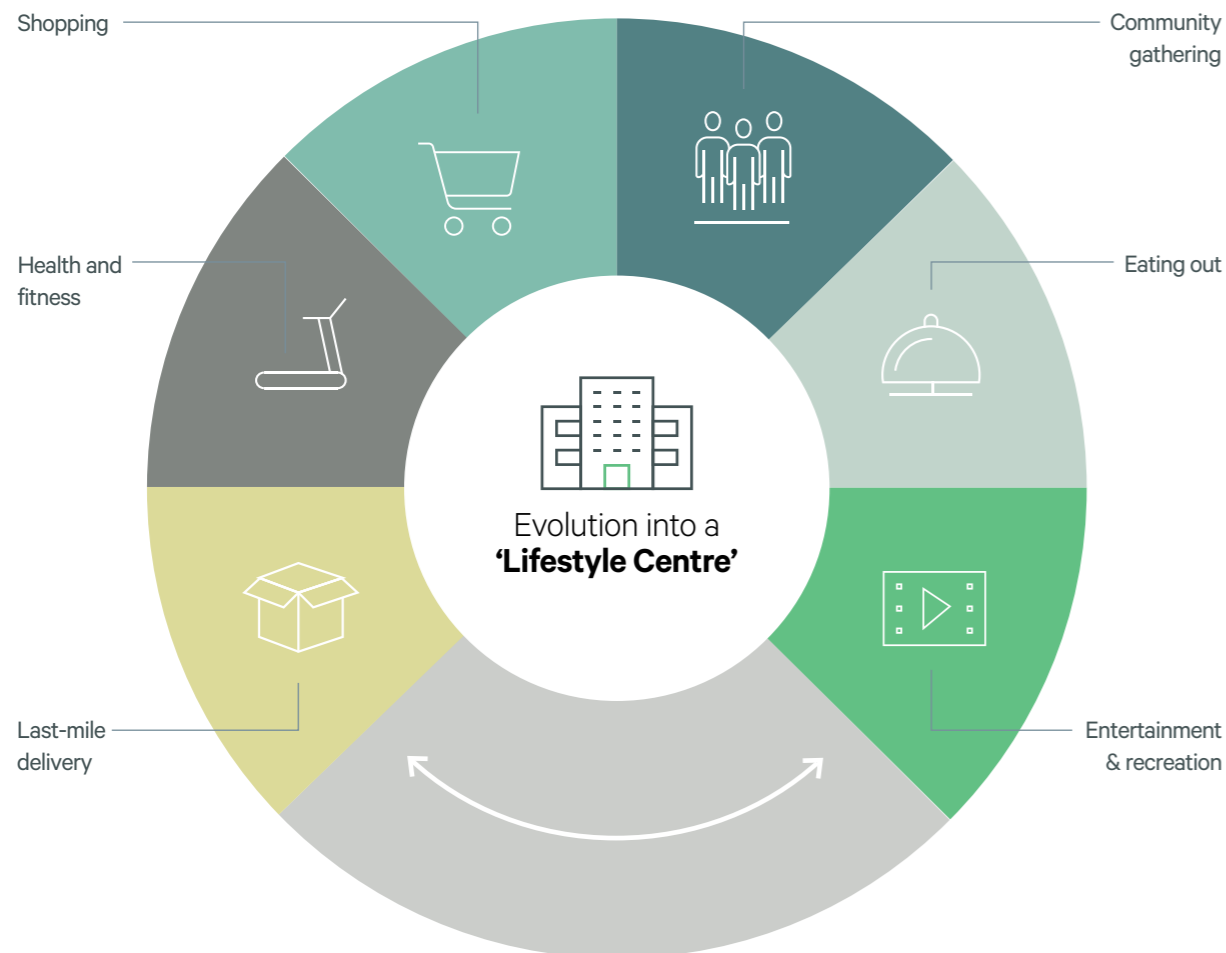 Shopping
Community
gathering
Health and
fitness
Eating out
Evolution into a
‘Lifestyle Centre’
Last-mile
delivery
Entertainment
& recreation